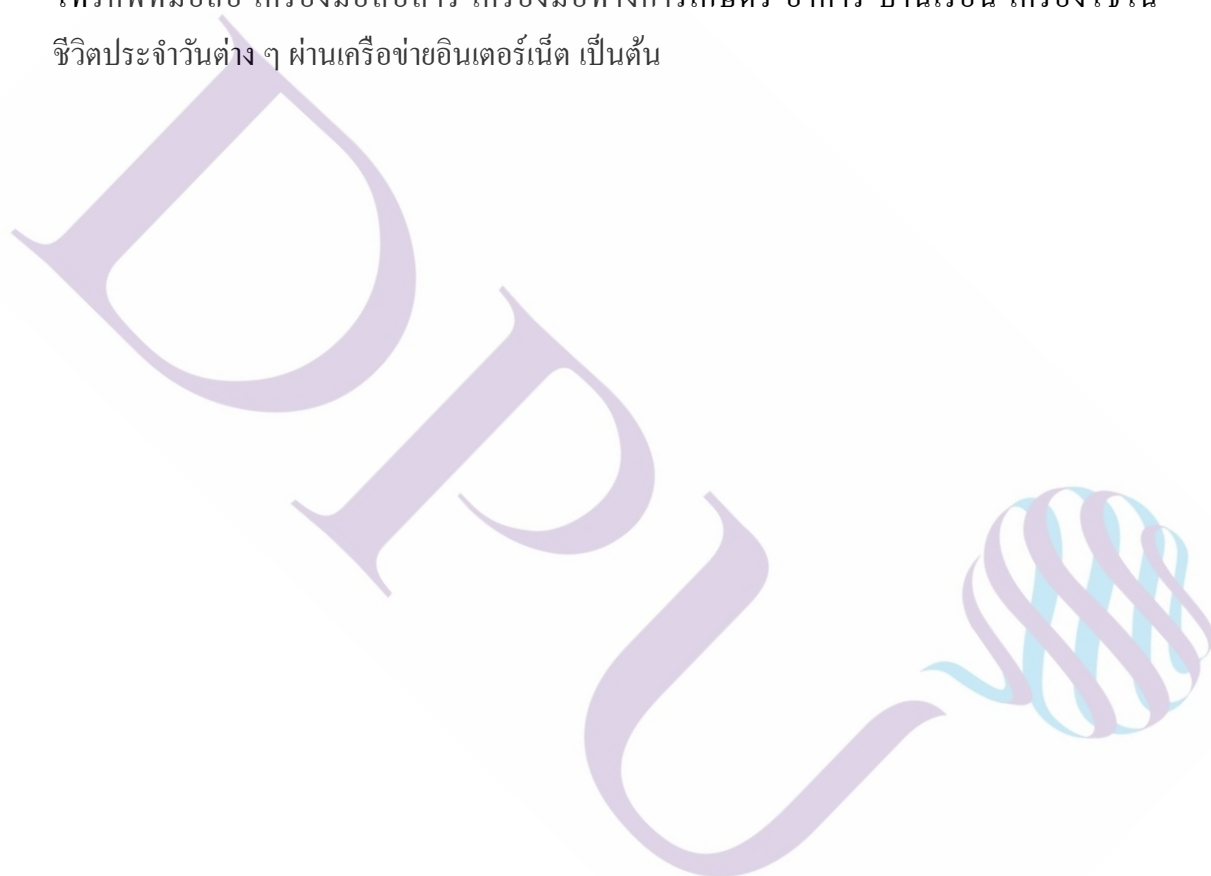 โทรศัพท์มือถือ เครื่องมือสื่อสาร เครื่องมือทางการเกษตร อาคาร บ้านเรือน เครื่องใช้ใน
ชีวิตประจำวันต่าง ๆ ผ่านเครือข่ายอินเตอร์เน็ต เป็นต้น
DPU